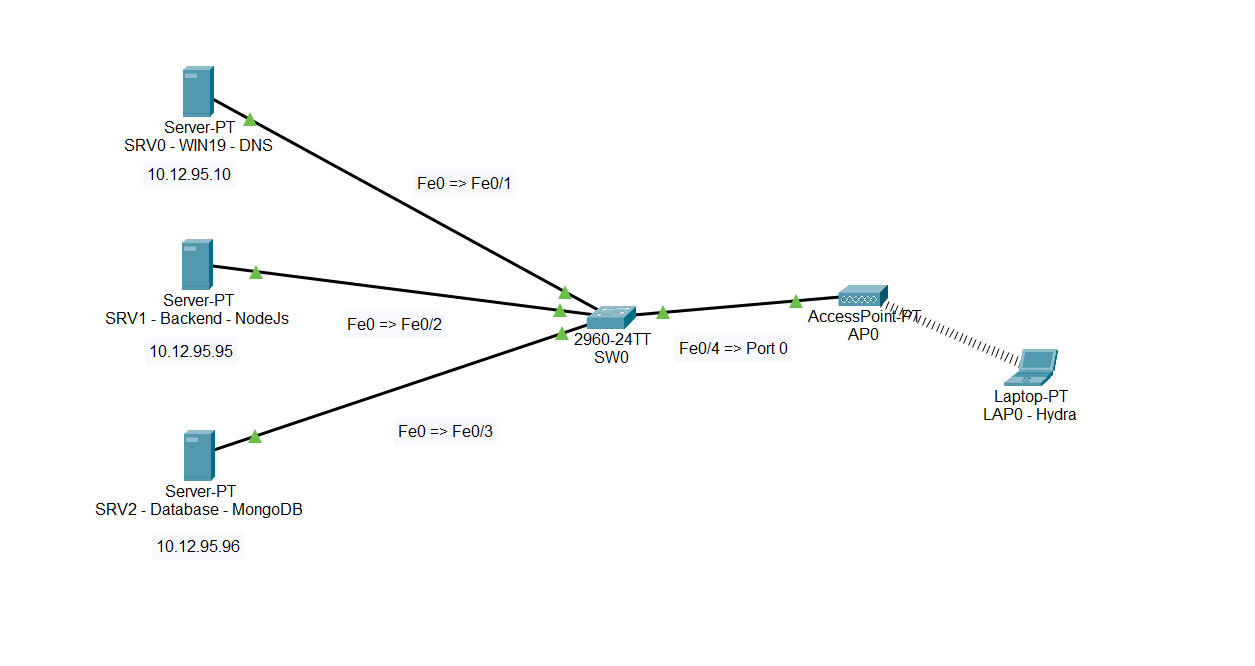 Server-PT
SRV0 - WIN19 - DNS
10.12.95.10
Fe0 => Fe0/1
Server-PT
SRV1 - Backend - NodeJs
10.12.95.95
Fe0 => Fe0/2
2960-24TT
SW0
Fe0/4 => Port 0
AccessPoint-PT
AP0
Laptop-PT
LAP0 - Hydra
Fe0 => Fe0/3
Server-PT
SRV2 - Database - MongoDB
10.12.95.96